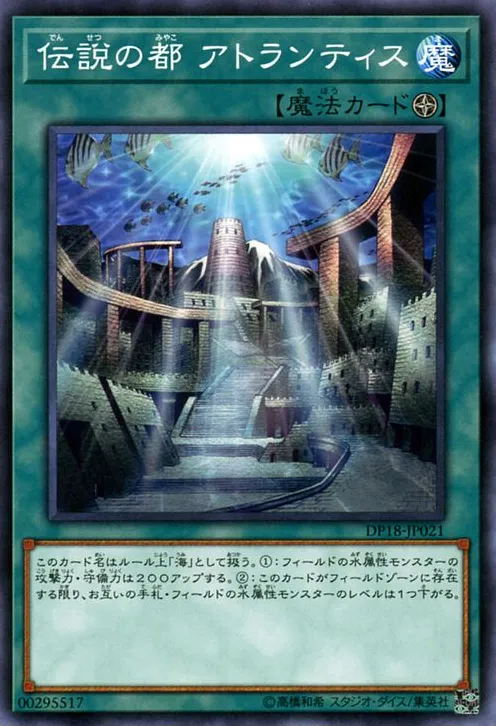 伝説の都 アトランティス 魔
【魔法カード】
DP18-JP021
このカード名はルール上「海」として扱う。①:フィールドの水属性モンスターの
攻撃力・守備力は200アップする。②:このカードがフィールドゾーンに存在
する限り、お互いの手札・フィールドの水属性モンスターのレベルは1つ下がる。
00295517
©高橋和希 スタジオ・ダイス/集英社